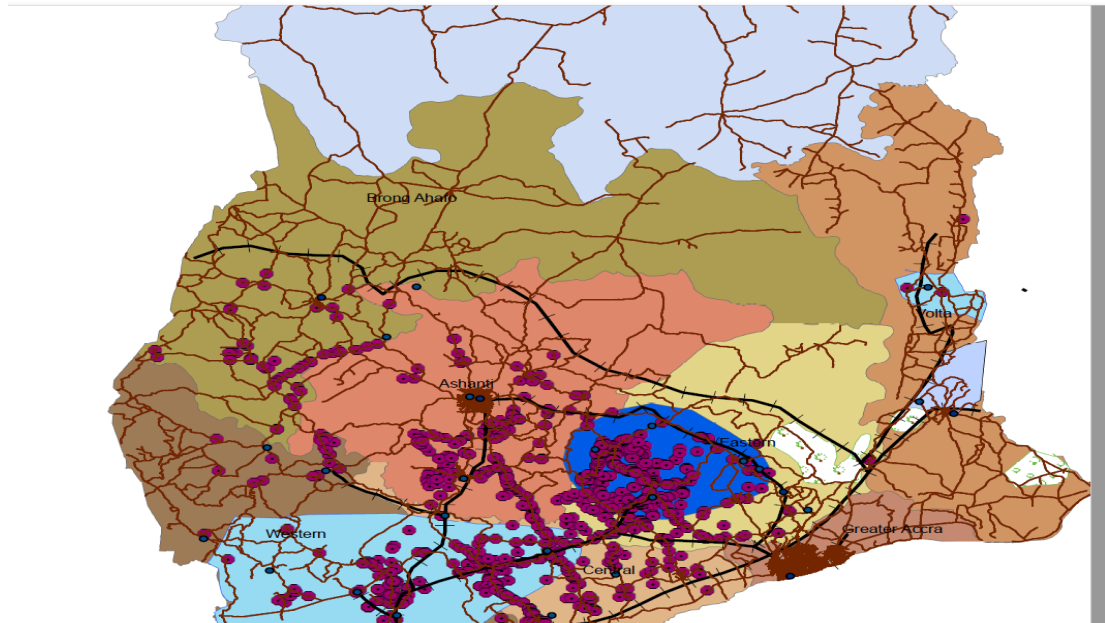 Brong Ahafo
Volta
Ashanti
Eastern
Western
Greater Accra
Central